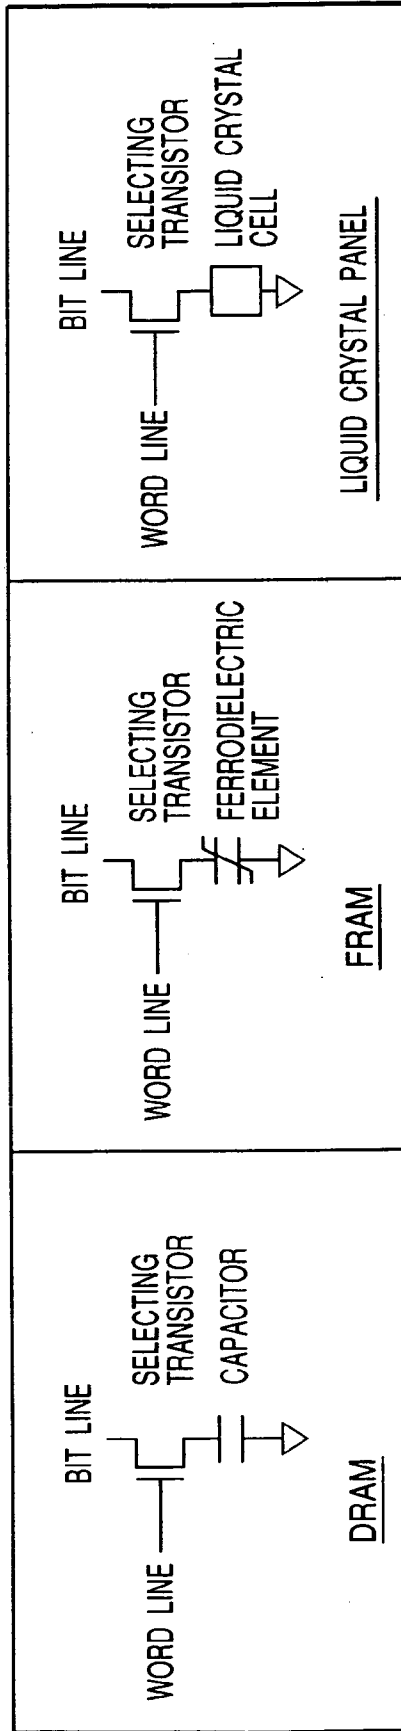 BIT LINE
SELECTING
TRANSISTOR
WORD LINE
CAPACITOR
DRAM
BIT LINE
SELECTING
TRANSISTOR
WORD LINE
FERRODIELECTRIC
ELEMENT
FRAM
BIT LINE
SELECTING
TRANSISTOR
WORD LINE
LIQUID CRYSTAL
CELL
LIQUID CRYSTAL PANEL